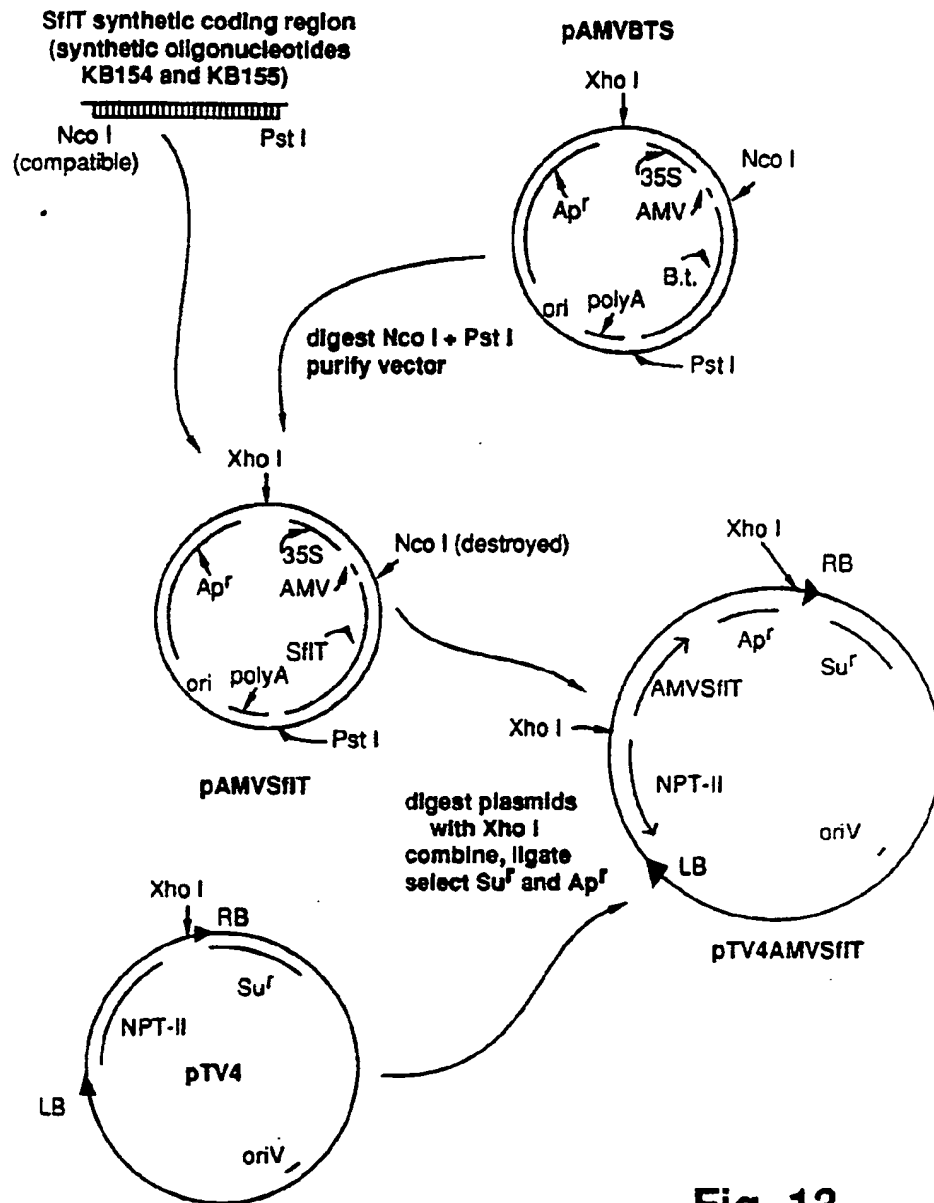 SflT synthetic coding region
(synthetic oligonucleotides
KB154 and KB155)
Nco I
(compatible)
Pst I
pAMVBTS
Xho I
Nco I
35S
AMV
Apʳ
B.t.
ori
polyA
Pst I
digest Nco I + Pst I
purify vector
Xho I
Nco I (destroyed)
35S
AMV
Apʳ
SflT
ori
polyA
Pst I
pAMVSflT
Xho I
RB
Apʳ
Suʳ
AMVSflT
Xho I
NPT-II
oriV
LB
pTV4AMVSflT
digest plasmids
with Xho I
combine, ligate
select Suʳ and Apʳ
Xho I
RB
Suʳ
NPT-II
pTV4
LB
oriV
Fig. 12